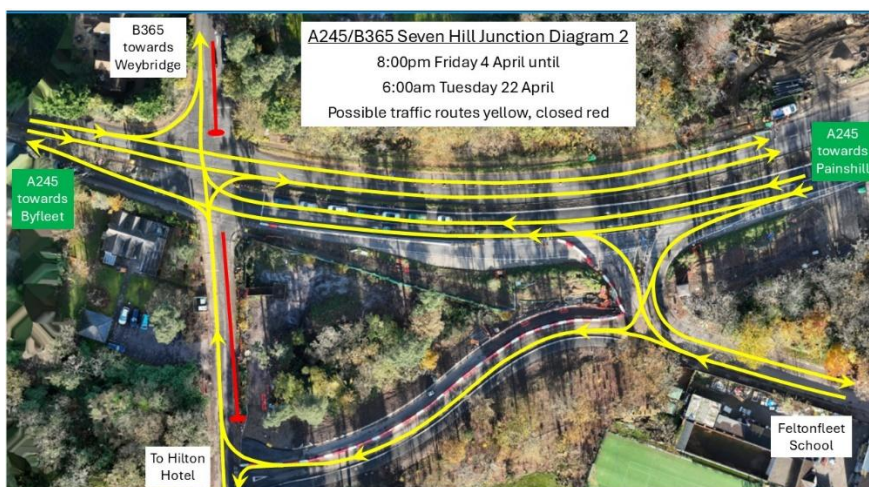 B365
towards
Weybridge
A245/B365 Seven Hill Junction Diagram 2
8:00pm Friday 4 April until
6:00am Tuesday 22 April
Possible traffic routes yellow, closed red
A245
towards
Byfleet
A245
towards
Painshill
To Hilton
Hotel
Feltonfleet
School